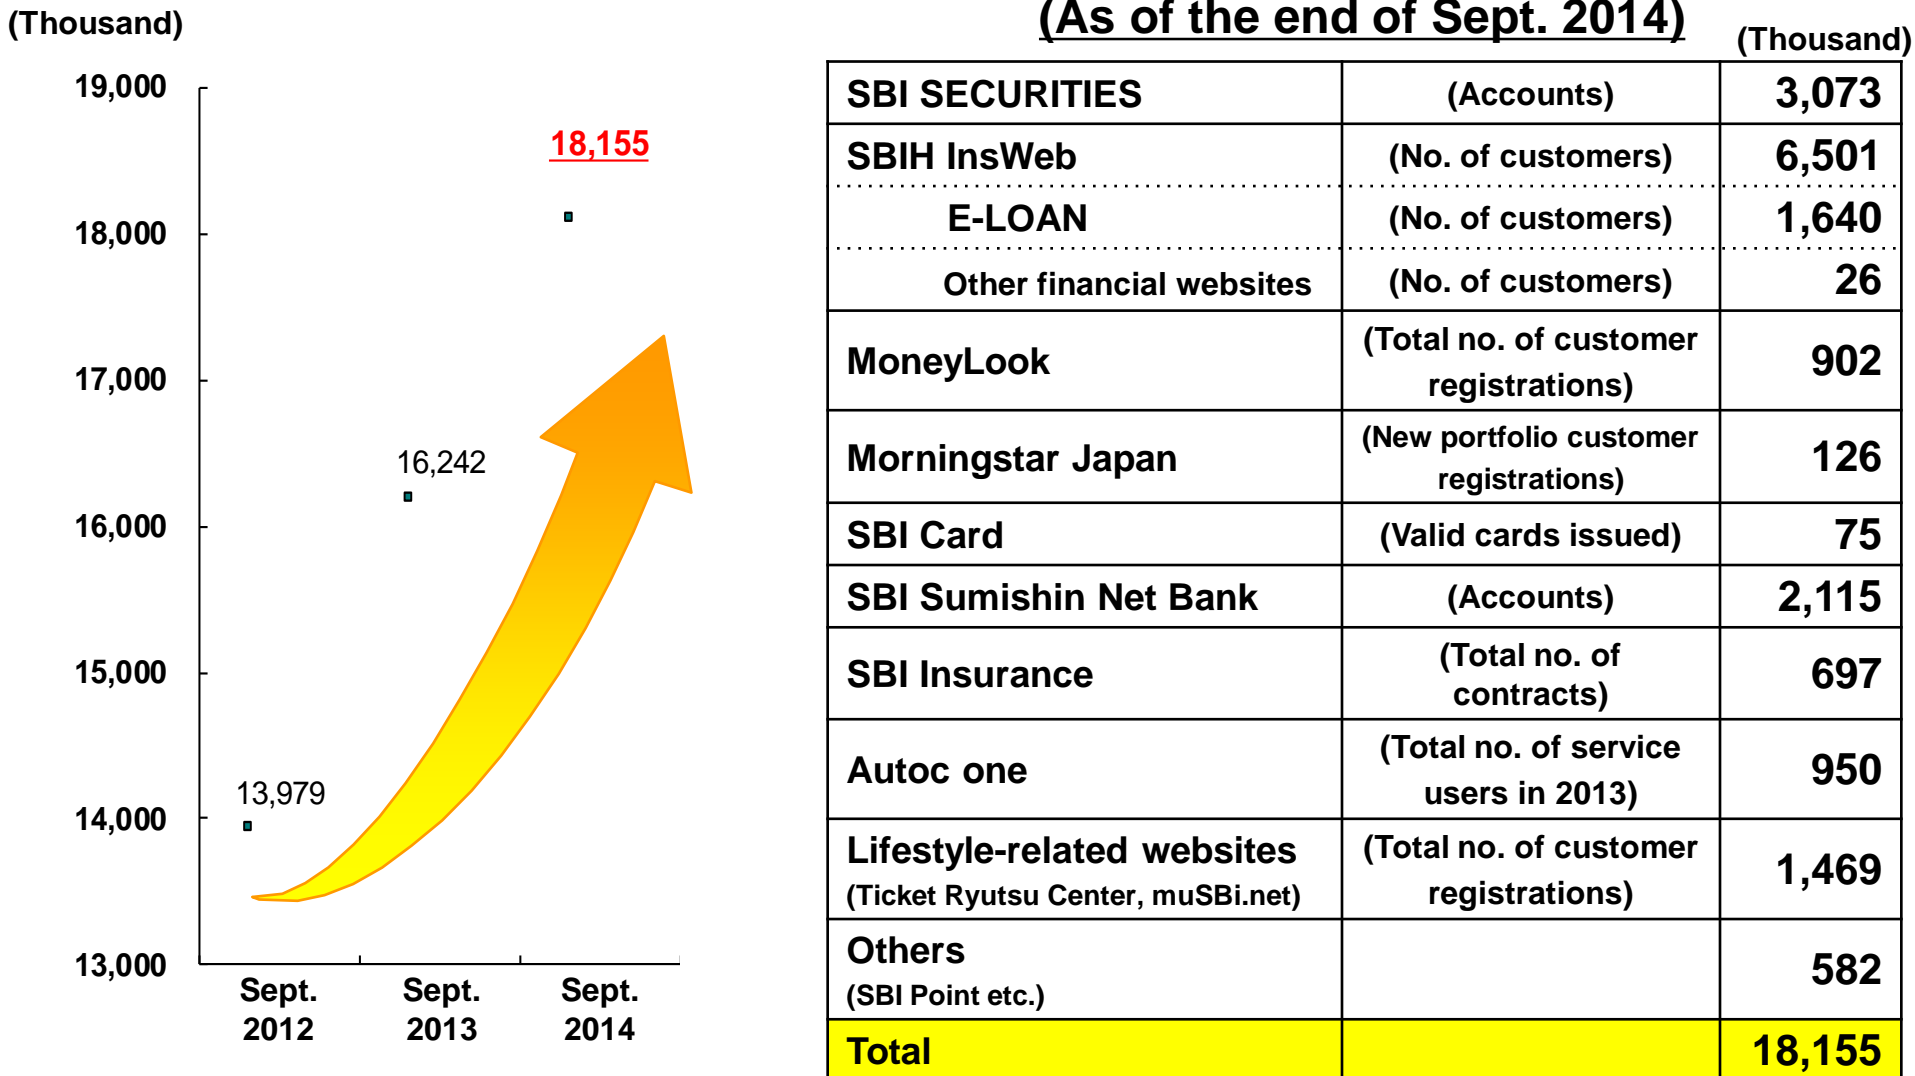 (Thousand)
19,000
18,000
17,000
16,000
15,000
14,000
13,000
18,155
16,242
13,979
Sept.
2012
Sept.
2013
Sept.
2014
(As of the end of Sept. 2014)
(Thousand)
SBI SECURITIES (Accounts) 3,073
SBIH InsWeb (No. of customers) 6,501
E-LOAN (No. of customers) 1,640
Other financial websites (No. of customers) 26
MoneyLook (Total no. of customer
registrations) 902
Morningstar Japan (New portfolio customer
registrations) 126
SBI Card (Valid cards issued) 75
SBI Sumishin Net Bank (Accounts) 2,115
SBI Insurance (Total no. of
contracts) 697
Autoc one (Total no. of service
users in 2013) 950
Lifestyle-related websites (Total no. of customer
(Ticket Ryutsu Center, muSBi.net) registrations) 1,469
Others
(SBI Point etc.) 582
Total 18,155